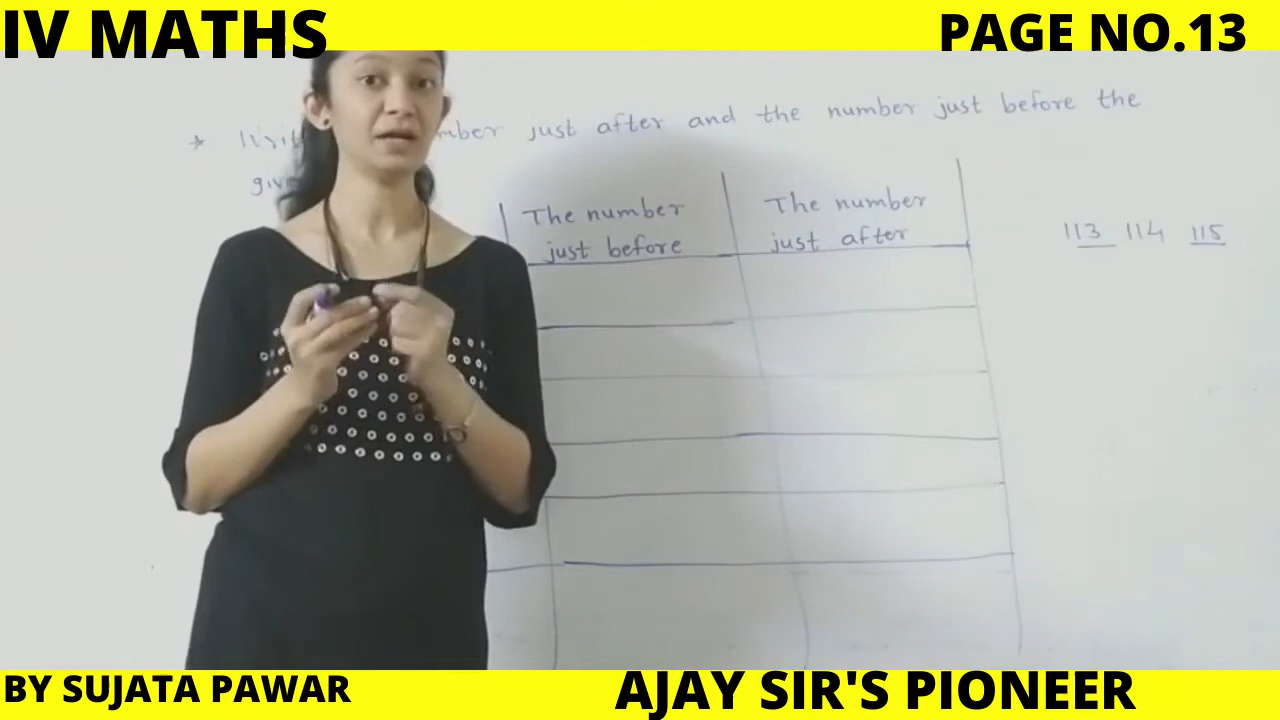 IV MATHS
PAGE NO.13
* just after and the number just before the
The number just before
The number just after
113 114 115
BY SUJATA PAWAR
AJAY SIR'S PIONEER